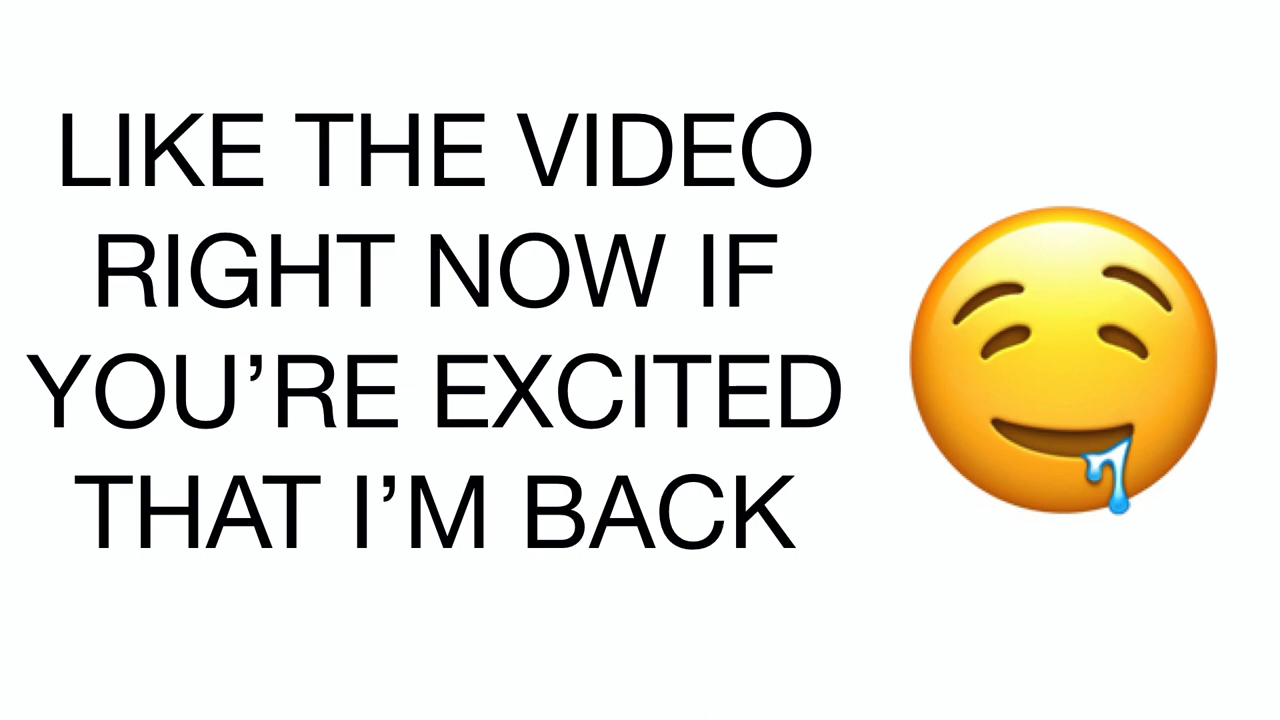 LIKE THE VIDEO
RIGHT NOW IF
YOU’RE EXCITED
THAT I’M BACK